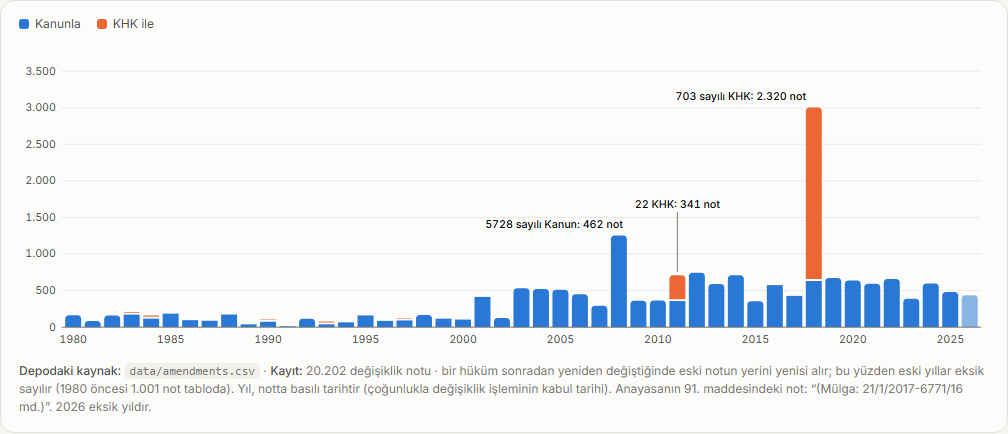 Kanunla KHK ile
3.500
703 sayılı KHK: 2.320 not
3.000
2.500
2.000
22 KHK: 341 not
1.500
5728 sayılı Kanun: 462 not
1.000
500
0
1980 1985 1990 1995 2000 2005 2010 2015 2020 2025
Depodaki kaynak: data/amendments.csv · Kayıt: 20.202 değişiklik notu · bir hüküm sonradan yeniden değiştiğinde eski notun yerini yenisi alır; bu yüzden eski yıllar eksik
sayılır (1980 öncesi 1.001 not tabloda). Yıl, notta basılı tarihtir (çoğunlukla değişiklik işleminin kabul tarihi). Anayasanın 91. maddesindeki not: “(Mülga: 21/1/2017-6771/16
md.)”. 2026 eksik yıldır.